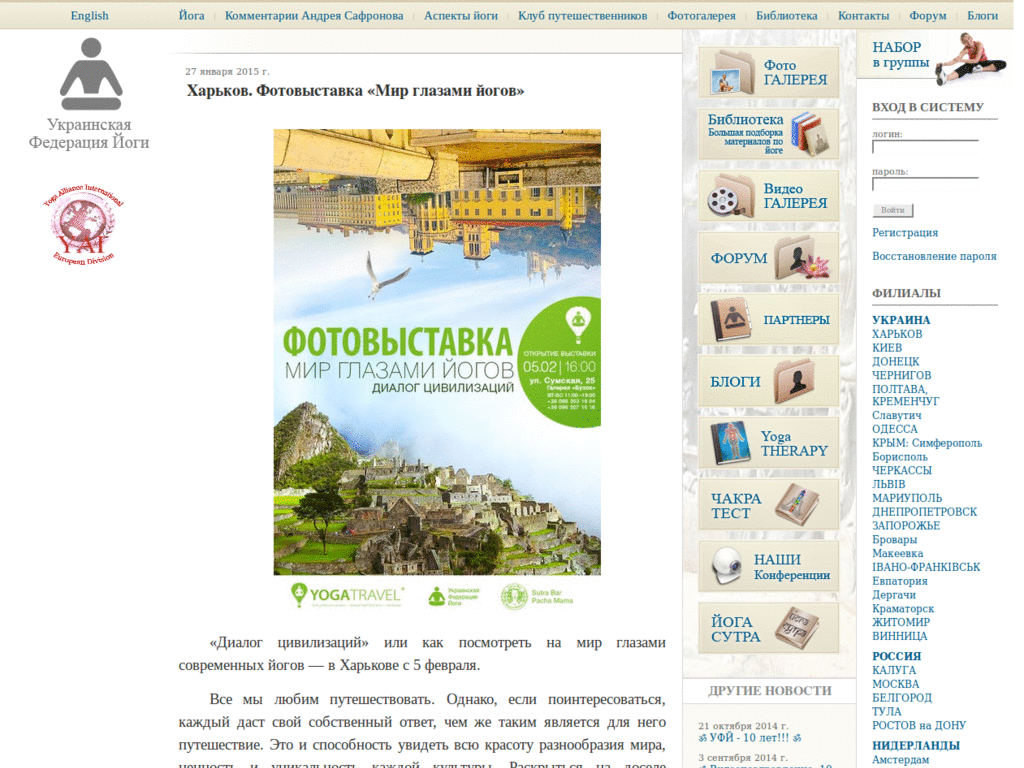 English
Йога
Комментарии Андрея Сафронова
Аспекты йоги
Клуб путешественников
Фотогалерея
Библиотека
Контакты
Форум
Блоги
Украинская
Федерация Йоги
Yoga Alliance International
YAI
European Division
27 января 2015 г.
Харьков. Фотовыставка «Мир глазами йогов»
ФОТОВЫСТАВКА
МИР ГЛАЗАМИ ЙОГОВ
ДИАЛОГ ЦИВИЛИЗАЦИЙ
ОТКРЫТИЕ ВЫСТАВКИ
05.02 | 16:00
ул. Сумская, 25
YOGATRAVEL
Украинская
Федерация
Йоги
Sutra Bar
Pacha Mama
«Диалог цивилизаций» или как посмотреть на мир глазами
современных йогов — в Харькове с 5 февраля.
Все мы любим путешествовать. Однако, если поинтересоваться,
каждый даст свой собственный ответ, чем же таким является для него
путешествие. Это и способность увидеть всю красоту разнообразия мира,
ценность и уникальность каждой культуры. Раскрыться на доселе
Фото
ГАЛЕРЕЯ
Библиотека
Большая подборка
материалов по
йоге
Видео
ГАЛЕРЕЯ
ФОРУМ
ПАРТНЕРЫ
БЛОГИ
Yoga
THERAPY
ЧАКРА
ТЕСТ
НАШИ
Конференции
ЙОГА
СУТРА
ДРУГИЕ НОВОСТИ
21 октября 2014 г.
ॐ УФЙ - 10 лет!!! ॐ
3 сентября 2014 г.
НАБОР
в группы
ВХОД В СИСТЕМУ
логин:
пароль:
Войти
Регистрация
Восстановление пароля
ФИЛИАЛЫ
УКРАИНА
ХАРЬКОВ
КИЕВ
ДОНЕЦК
ЧЕРНИГОВ
ПОЛТАВА,
КРЕМЕНЧУГ
Славутич
ОДЕССА
КРЫМ: Симферополь
Борисполь
ЧЕРКАССЫ
ЛЬВІВ
МАРИУПОЛЬ
ДНЕПРОПЕТРОВСК
ЗАПОРОЖЬЕ
Бровары
Макеевка
ІВАНО-ФРАНКІВСЬК
Евпатория
Дергачи
Краматорск
ЖИТОМИР
ВИННИЦА
РОССИЯ
КАЛУГА
МОСКВА
БЕЛГОРОД
ТУЛА
РОСТОВ на ДОНУ
НИДЕРЛАНДЫ
Амстердам